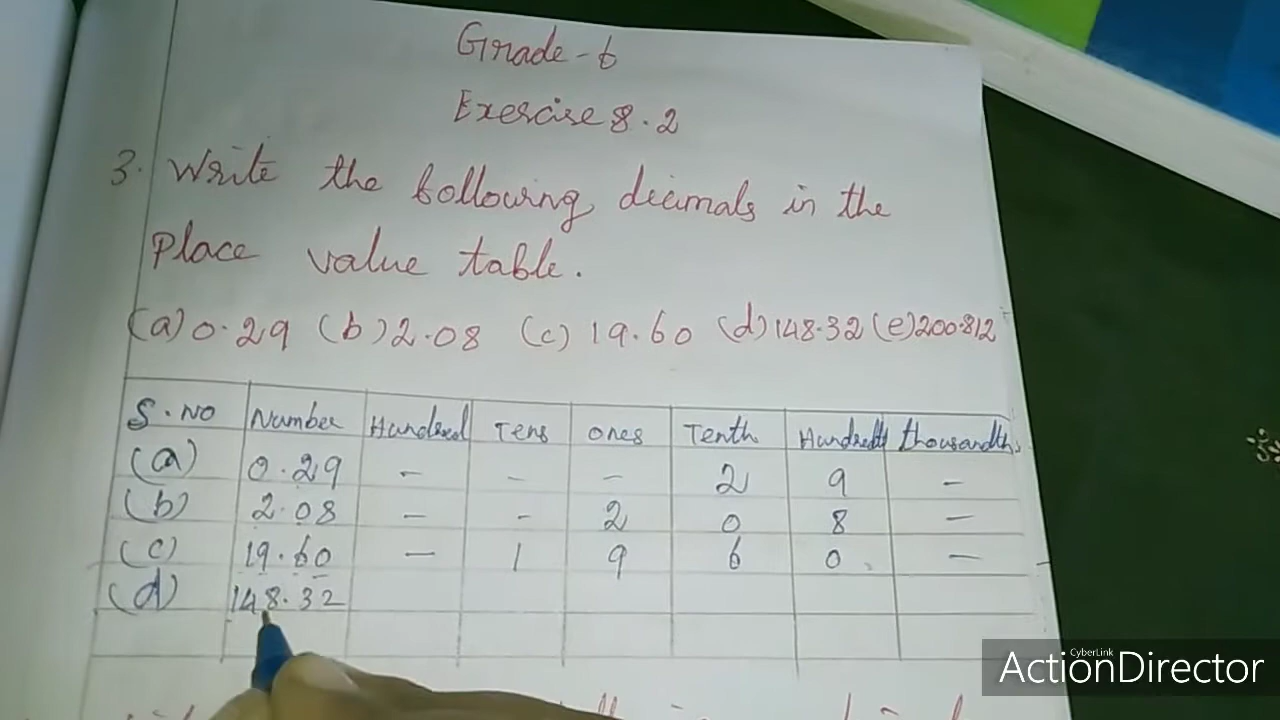 Grade-6
Exercise 8.2
3. Write the following decimals in the
Place value table.
(a) 0.29 (b) 2.08 (c) 19.60 (d) 148.32 (e) 200.812
S.NO Number Hundred Tens Ones Tenth Hundredth thousandth
(a) 0.29 - - - 2 9 -
(b) 2.08 - - 2 0 8 -
(c) 19.60 - 1 9 6 0 -
(d) 148.32
CyberLink
ActionDirector